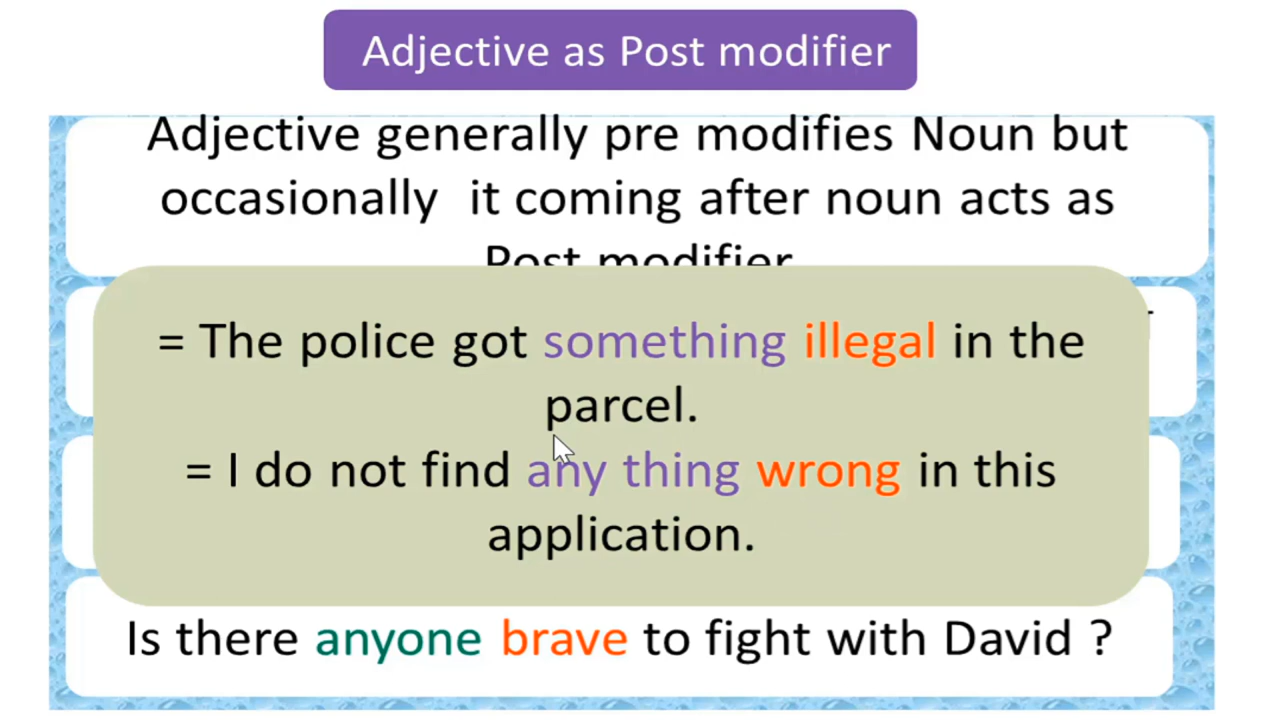 Adjective as Post modifier
Adjective generally pre modifies Noun but
occasionally it coming after noun acts as
Post modifier
= The police got something illegal in the
parcel.
= I do not find any thing wrong in this
application.
Is there anyone brave to fight with David ?